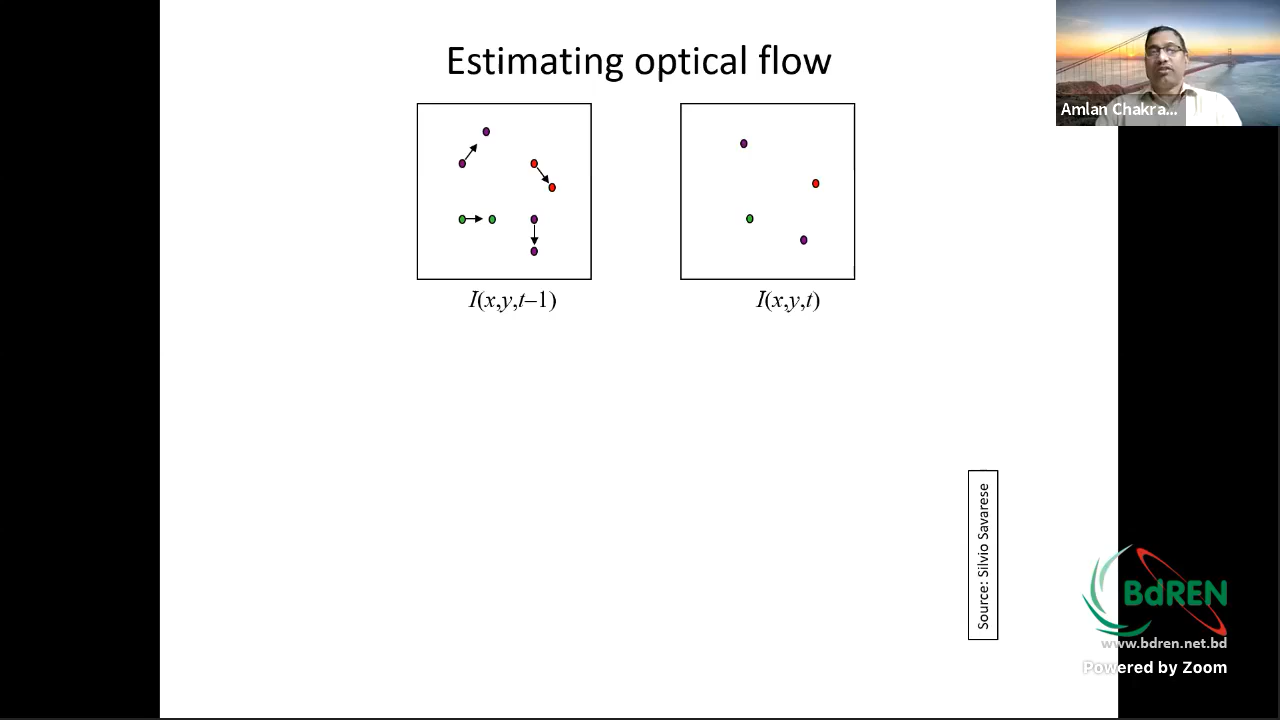 Estimating optical flow
Amlan Chakra...
I(x,y,t–1)
I(x,y,t)
Source: Silvio Savarese
BdREN
www.bdren.net.bd
Powered by Zoom